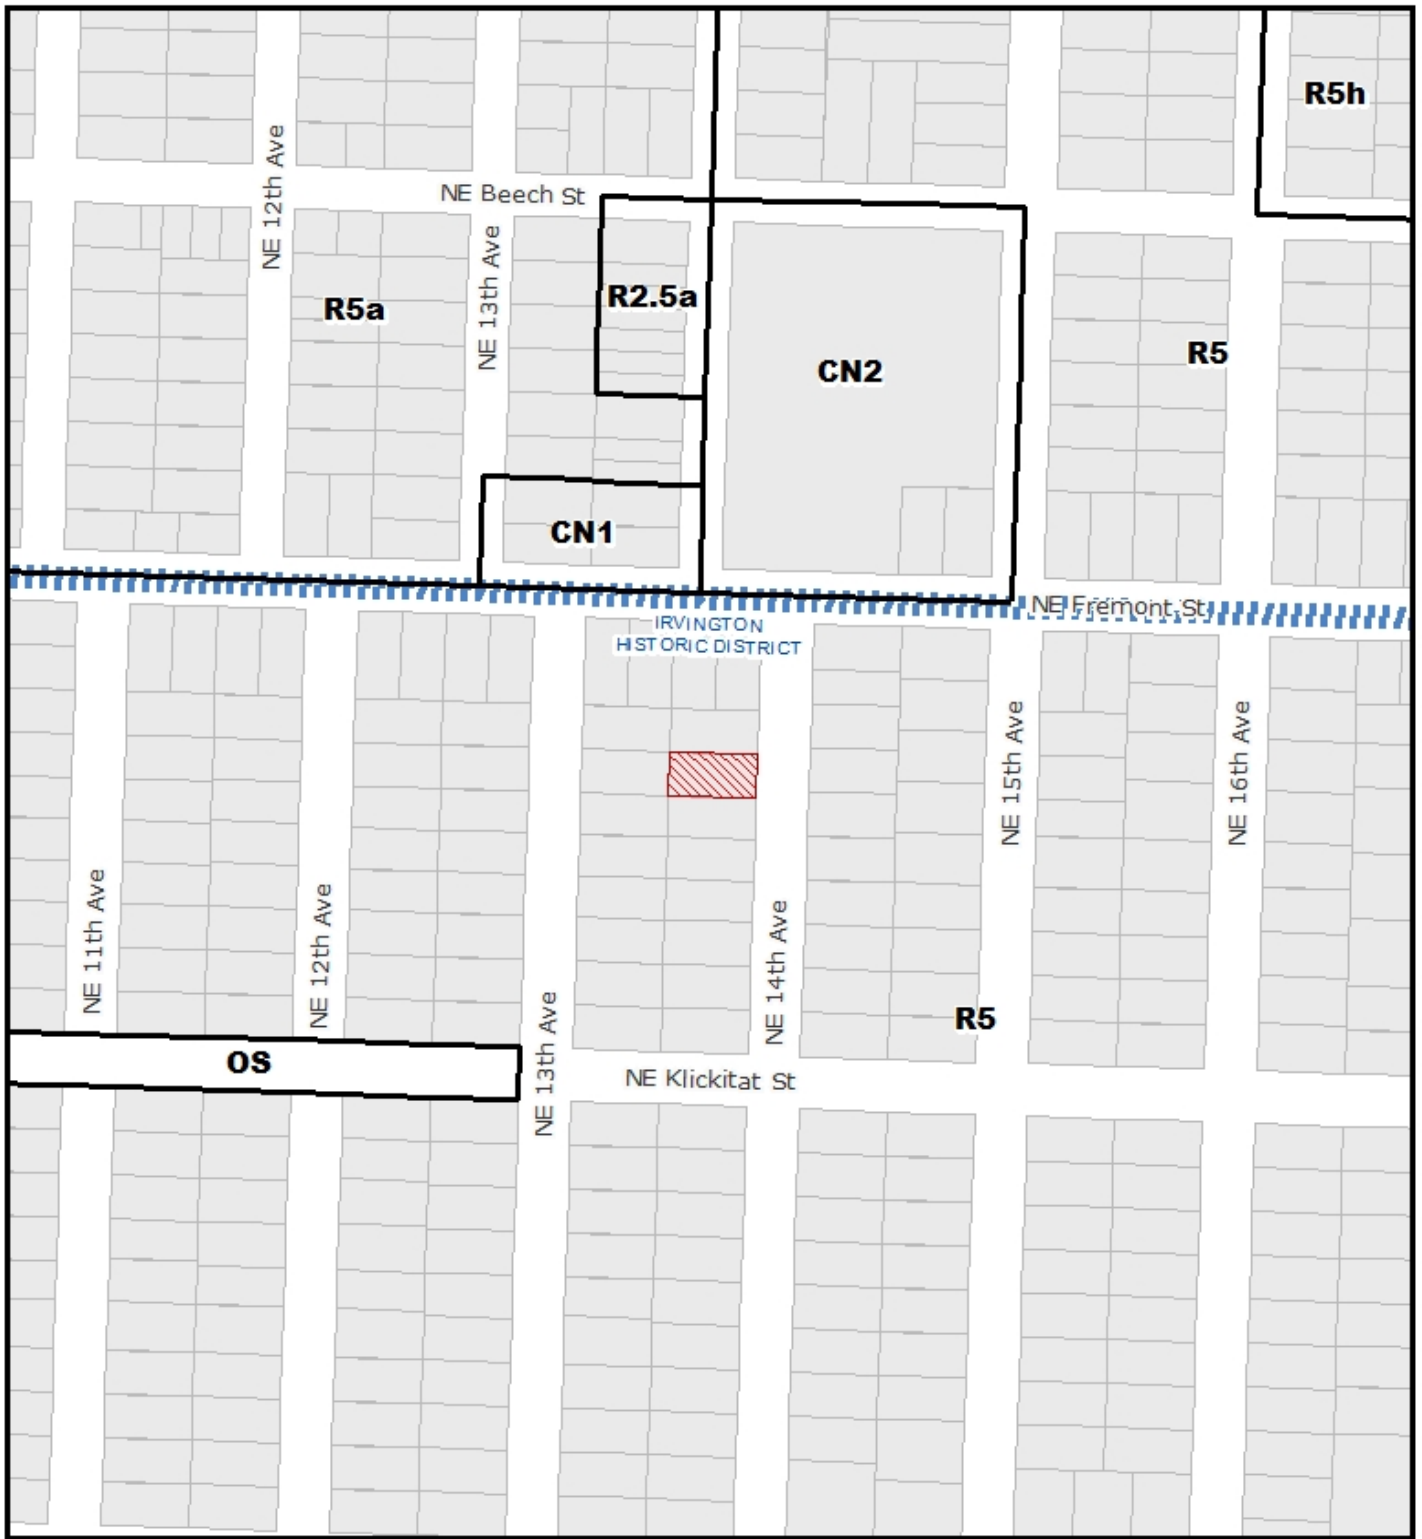 R5h
NE 12th Ave
NE Beech St
NE 13th Ave
R2.5a
R5a
CN2
R5
CN1
NE Fremont St
IRVINGTON
HISTORIC DISTRICT
NE 15th Ave
NE 16th Ave
NE 11th Ave
NE 12th Ave
NE 14th Ave
NE 13th Ave
R5
OS
NE Klickitat St